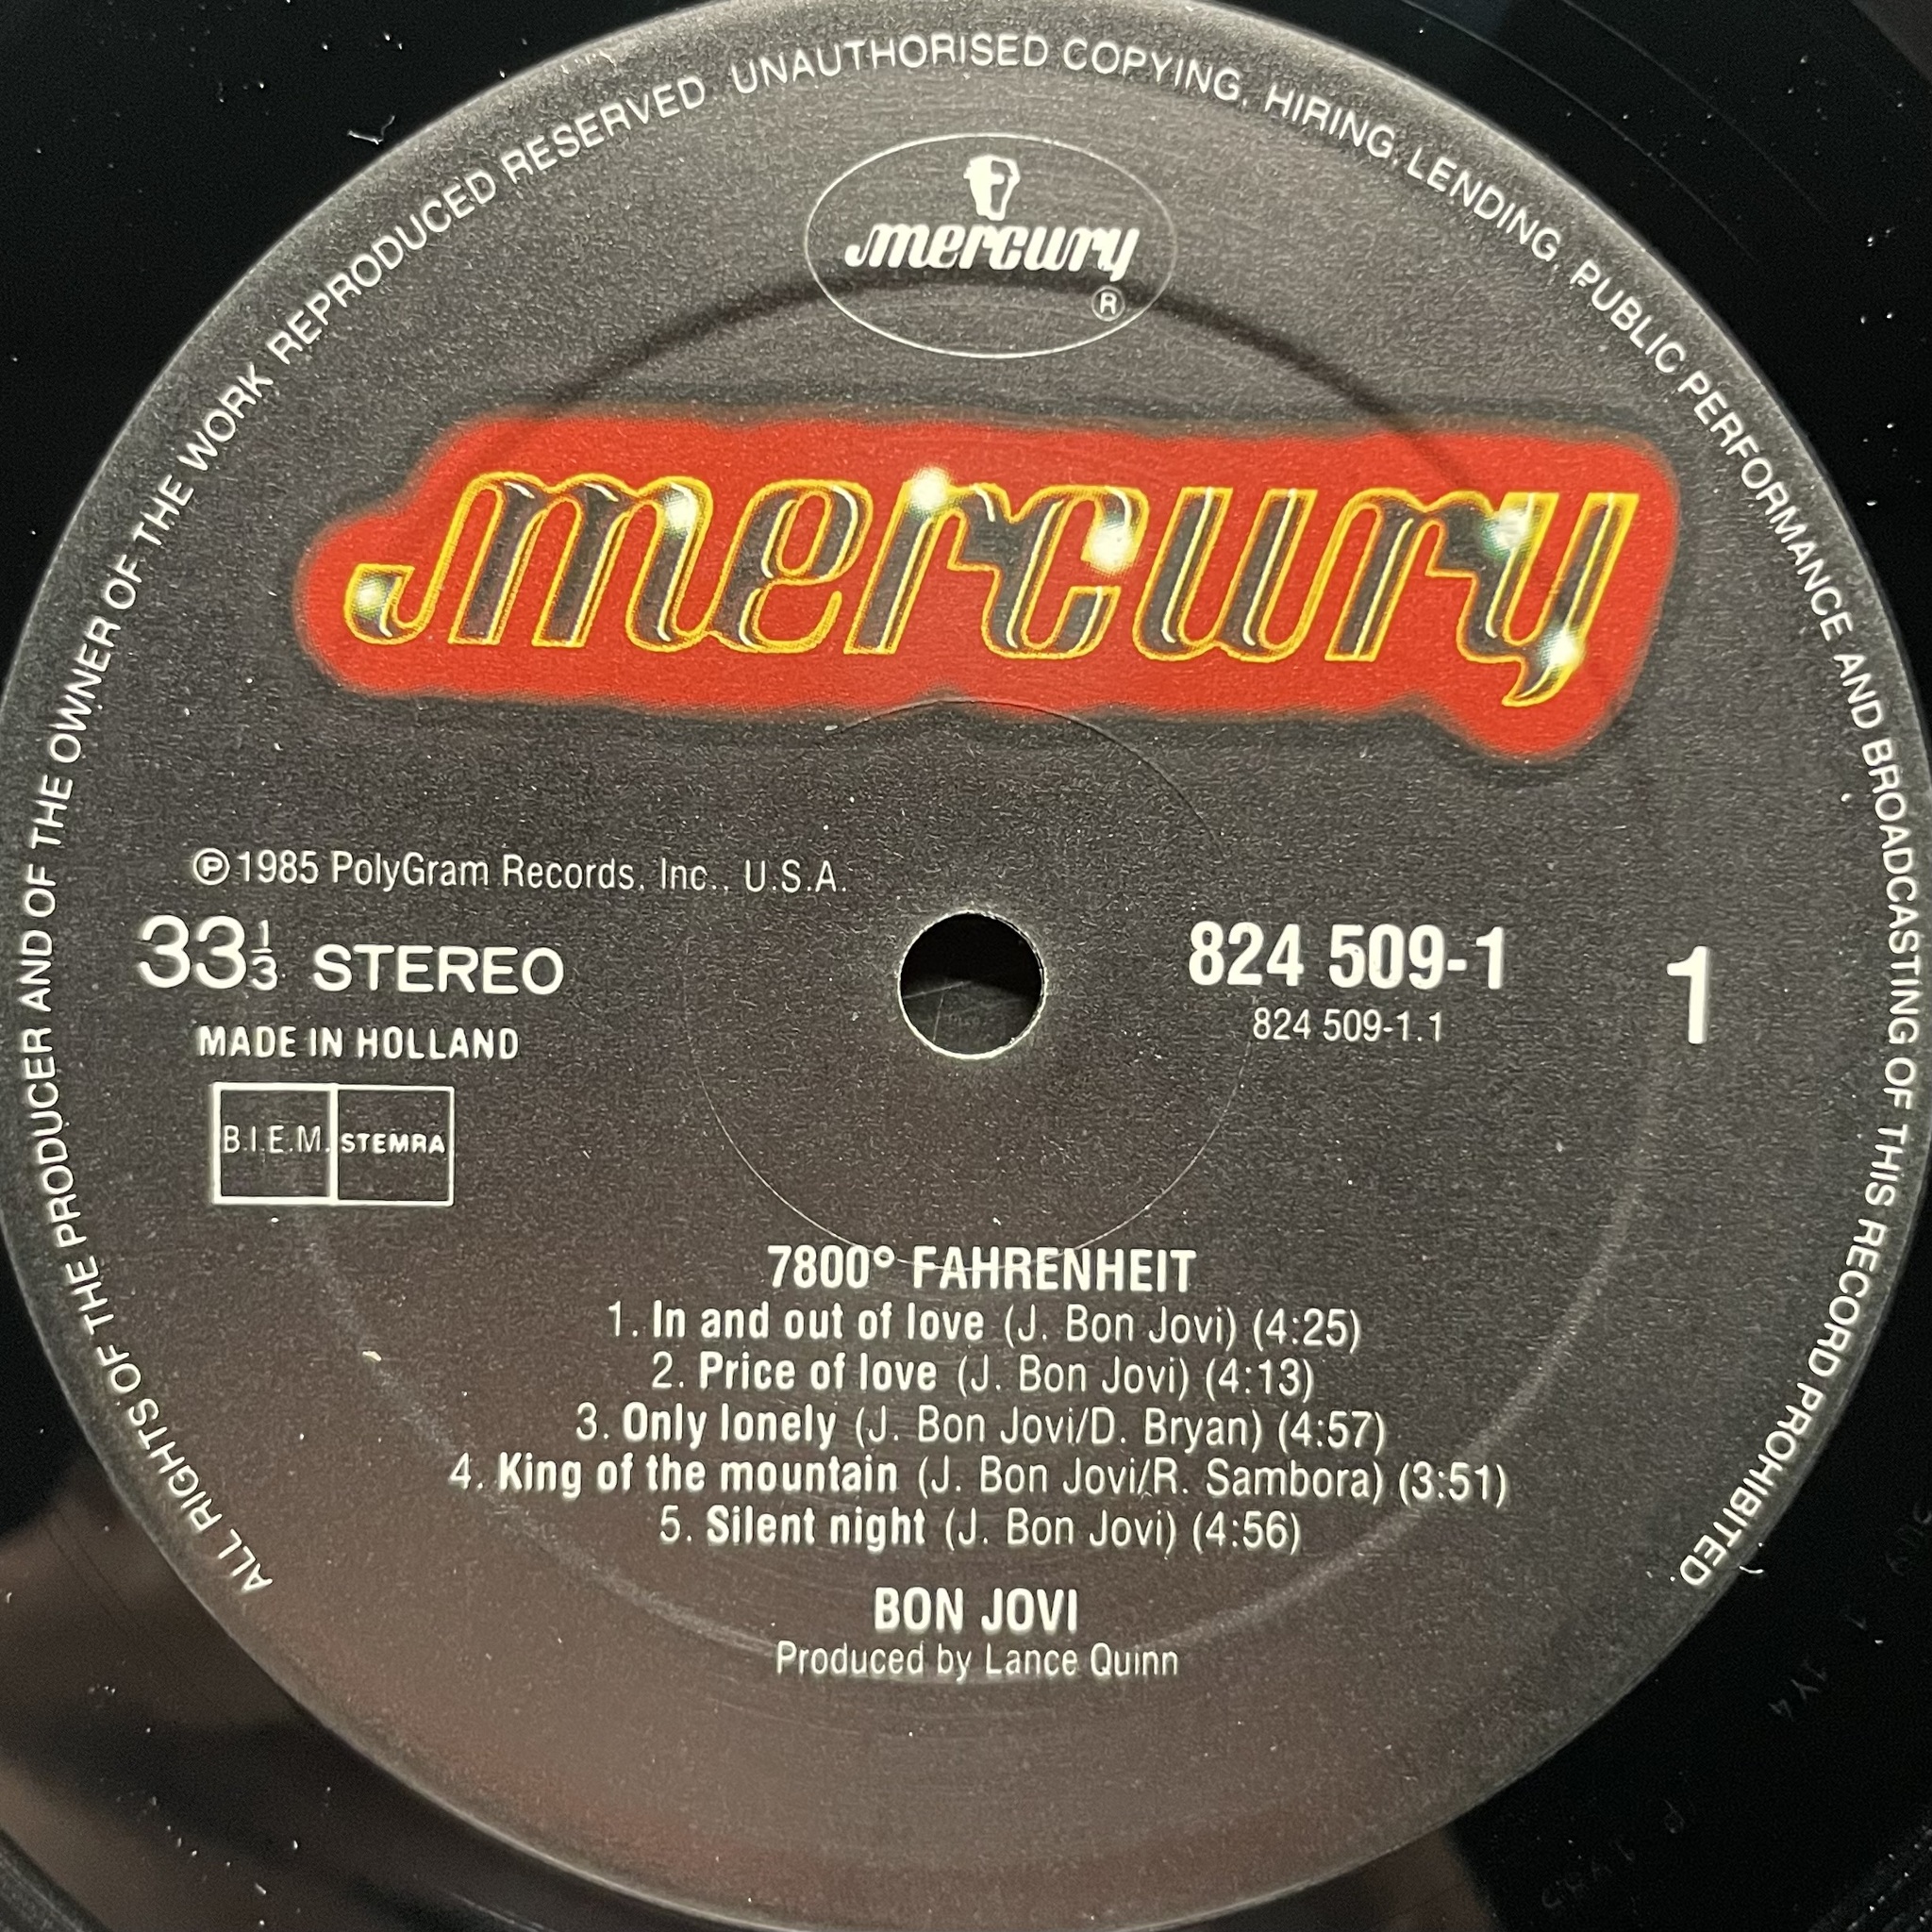 ALL RIGHTS OF THE PRODUCER AND OF THE OWNER OF THE WORK REPRODUCED RESERVED UNAUTHORISED COPYING, HIRING, LENDING, PUBLIC PERFORMANCE AND BROADCASTING OF THIS RECORD PROHIBITED
mercury
®
mercury
℗ 1985 PolyGram Records, Inc., U.S.A.
33 1/3 STEREO
MADE IN HOLLAND
B.I.E.M. STEMRA
824 509-1
824 509-1.1
1
7800° FAHRENHEIT
1. In and out of love (J. Bon Jovi) (4:25)
2. Price of love (J. Bon Jovi) (4:13)
3. Only lonely (J. Bon Jovi/D. Bryan) (4:57)
4. King of the mountain (J. Bon Jovi/R. Sambora) (3:51)
5. Silent night (J. Bon Jovi) (4:56)
BON JOVI
Produced by Lance Quinn